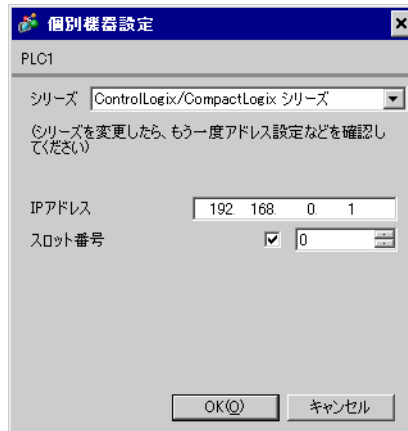 個別機器設定
PLC1
シリーズ ControlLogix/CompactLogix シリーズ
(シリーズを変更したら、もう一度アドレス設定などを確認し
てください)
IPアドレス 192. 168. 0. 1
スロット番号 0
OK(O) キャンセル